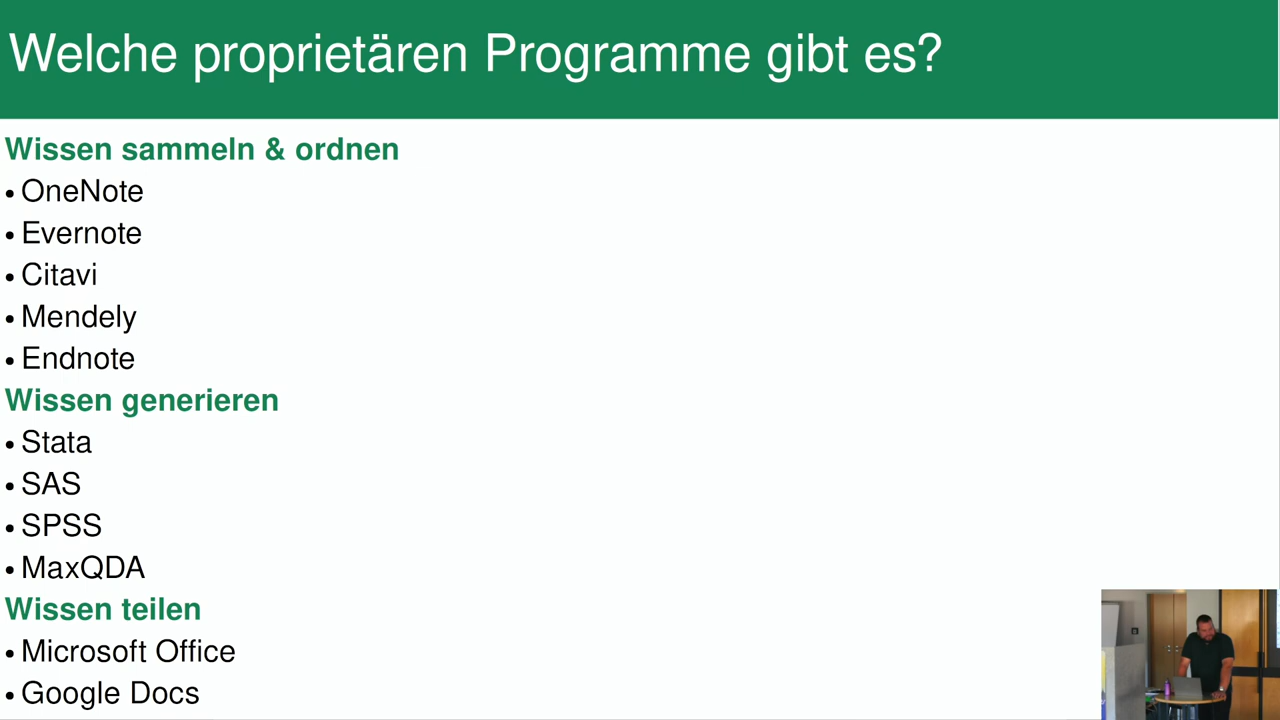 Welche proprietären Programme gibt es?
Wissen sammeln & ordnen
• OneNote
• Evernote
• Citavi
• Mendely
• Endnote
Wissen generieren
• Stata
• SAS
• SPSS
• MaxQDA
Wissen teilen
• Microsoft Office
• Google Docs